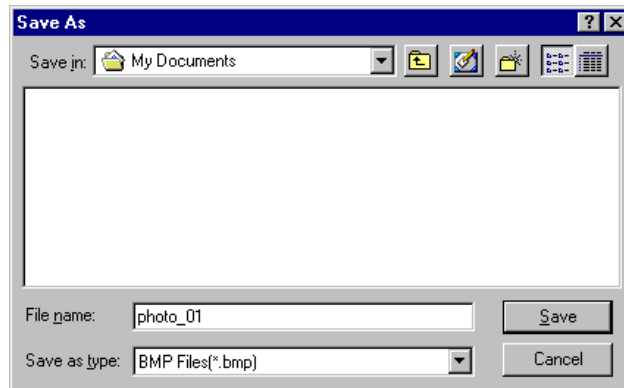 Save As
Save in: My Documents
File name: photo_01 Save
Save as type: BMP Files(*.bmp) Cancel